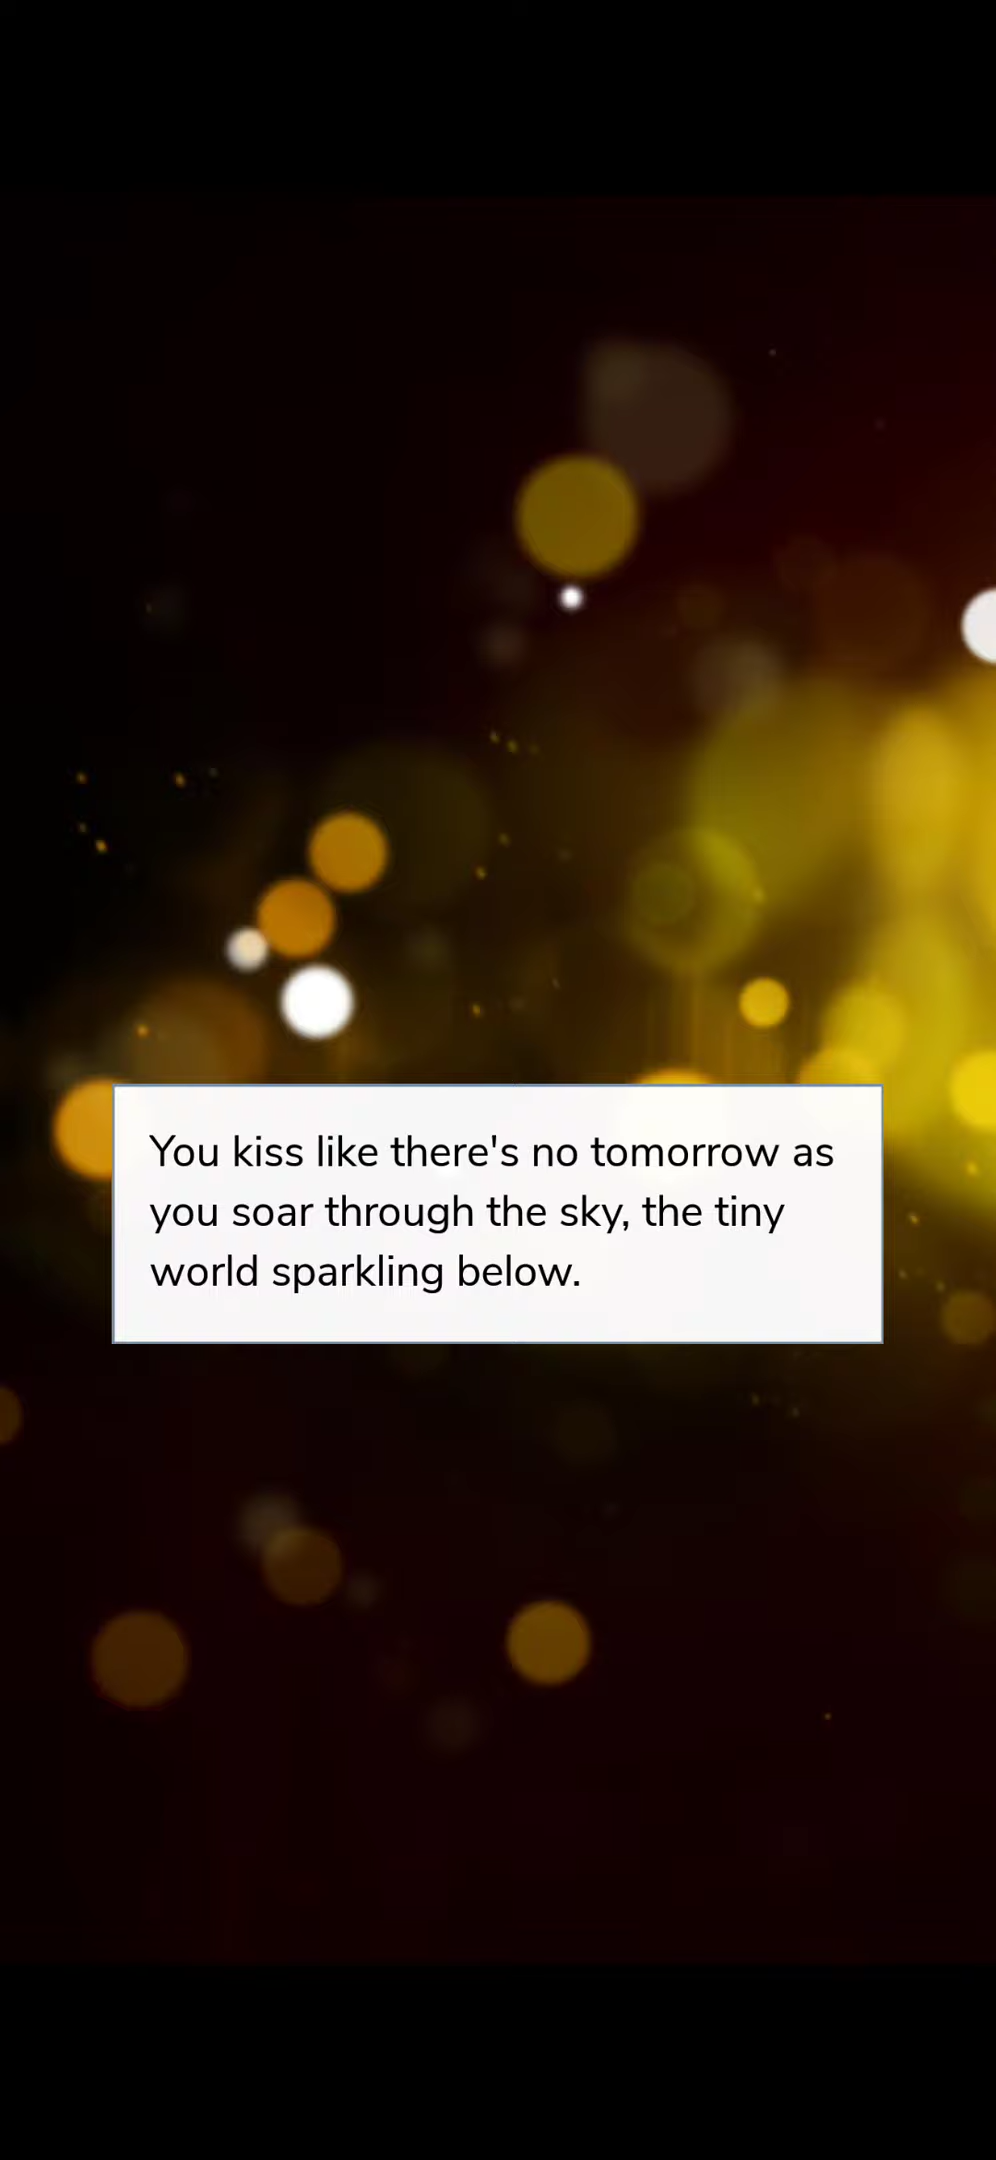 You kiss like there's no tomorrow as
you soar through the sky, the tiny
world sparkling below.